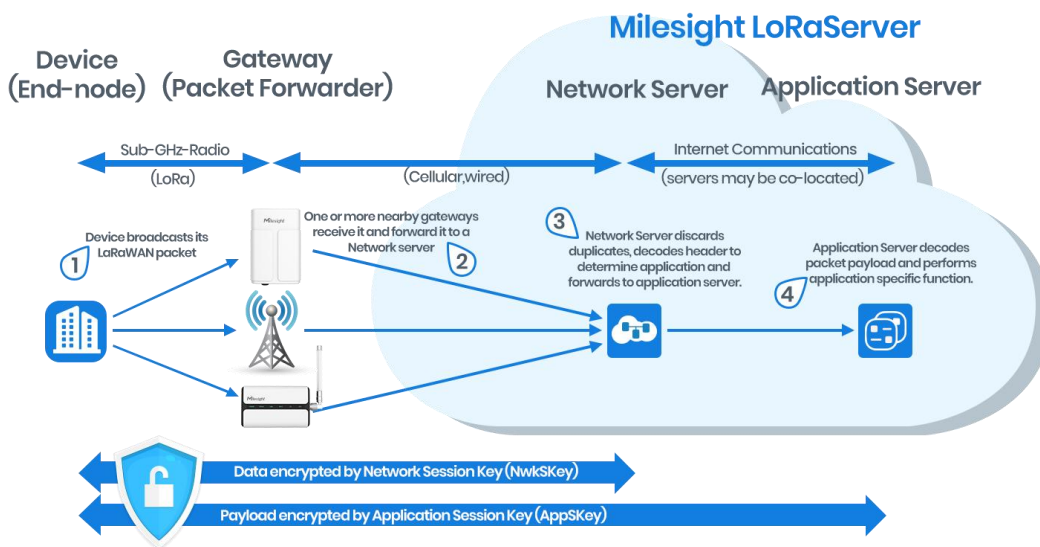 Milesight LoRaServer
Device
(End-node)
Gateway
(Packet Forwarder)
Network Server
Application Server
Sub-GHz-Radio
(LoRa)
(Cellular,wired)
Internet Communications
(servers may be co-located)
1
Device broadcasts its
LaRaWAN packet
Milesight
One or more nearby gateways
receive it and forward it to a
Network server
2
3
Network Server discards
duplicates, decodes header to
determine application and
forwards to application server.
4
Application Server decodes
packet payload and performs
application specific function.
Milesight
Data encrypted by Network Session Key (NwkSKey)
Payload encrypted by Application Session Key (AppSKey)